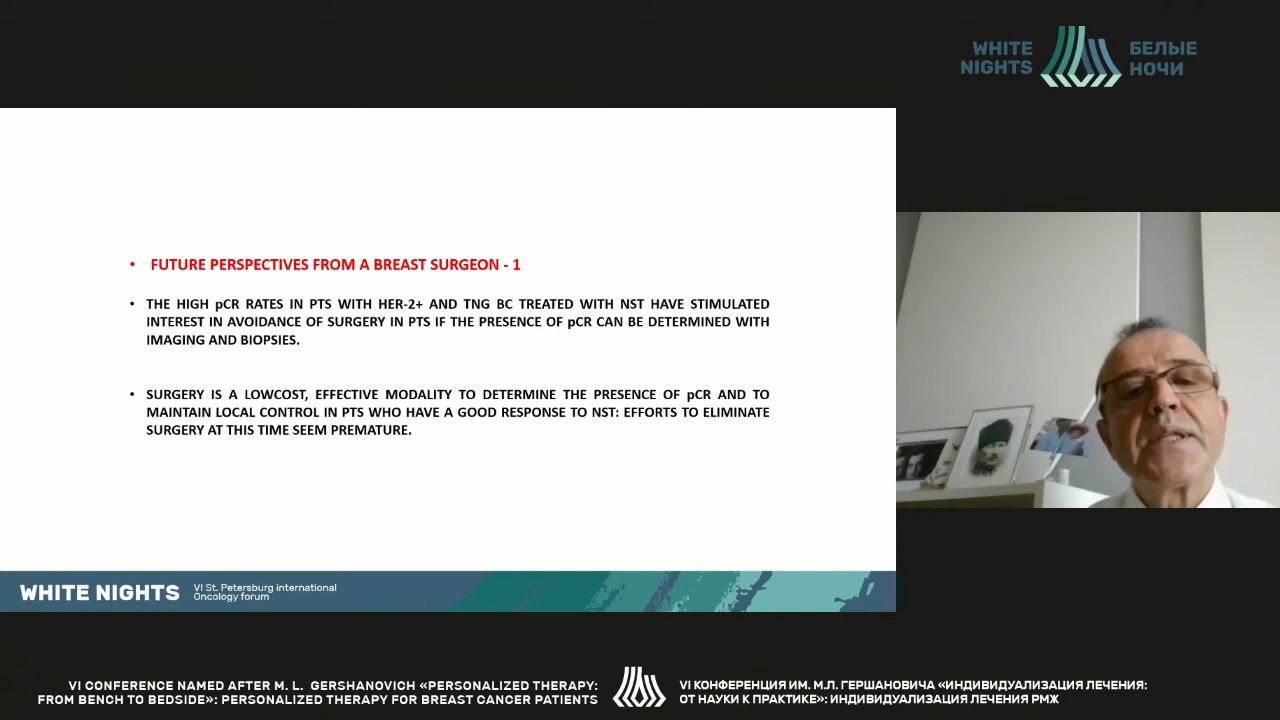 WHITE
NIGHTS
БЕЛЫЕ
НОЧИ
• FUTURE PERSPECTIVES FROM A BREAST SURGEON - 1
• THE HIGH pCR RATES IN PTS WITH HER-2+ AND TNG BC TREATED WITH NST HAVE STIMULATED
INTEREST IN AVOIDANCE OF SURGERY IN PTS IF THE PRESENCE OF pCR CAN BE DETERMINED WITH
IMAGING AND BIOPSIES.
• SURGERY IS A LOWCOST, EFFECTIVE MODALITY TO DETERMINE THE PRESENCE OF pCR AND TO
MAINTAIN LOCAL CONTROL IN PTS WHO HAVE A GOOD RESPONSE TO NST: EFFORTS TO ELIMINATE
SURGERY AT THIS TIME SEEM PREMATURE.
WHITE NIGHTS
VI St. Petersburg international
Oncology forum
VI CONFERENCE NAMED AFTER M. L. GERSHANOVICH «PERSONALIZED THERAPY:
FROM BENCH TO BEDSIDE»: PERSONALIZED THERAPY FOR BREAST CANCER PATIENTS
VI КОНФЕРЕНЦИЯ ИМ. М.Л. ГЕРШАНОВИЧА «ИНДИВИДУАЛИЗАЦИЯ ЛЕЧЕНИЯ:
ОТ НАУКИ К ПРАКТИКЕ»: ИНДИВИДУАЛИЗАЦИЯ ЛЕЧЕНИЯ РМЖ